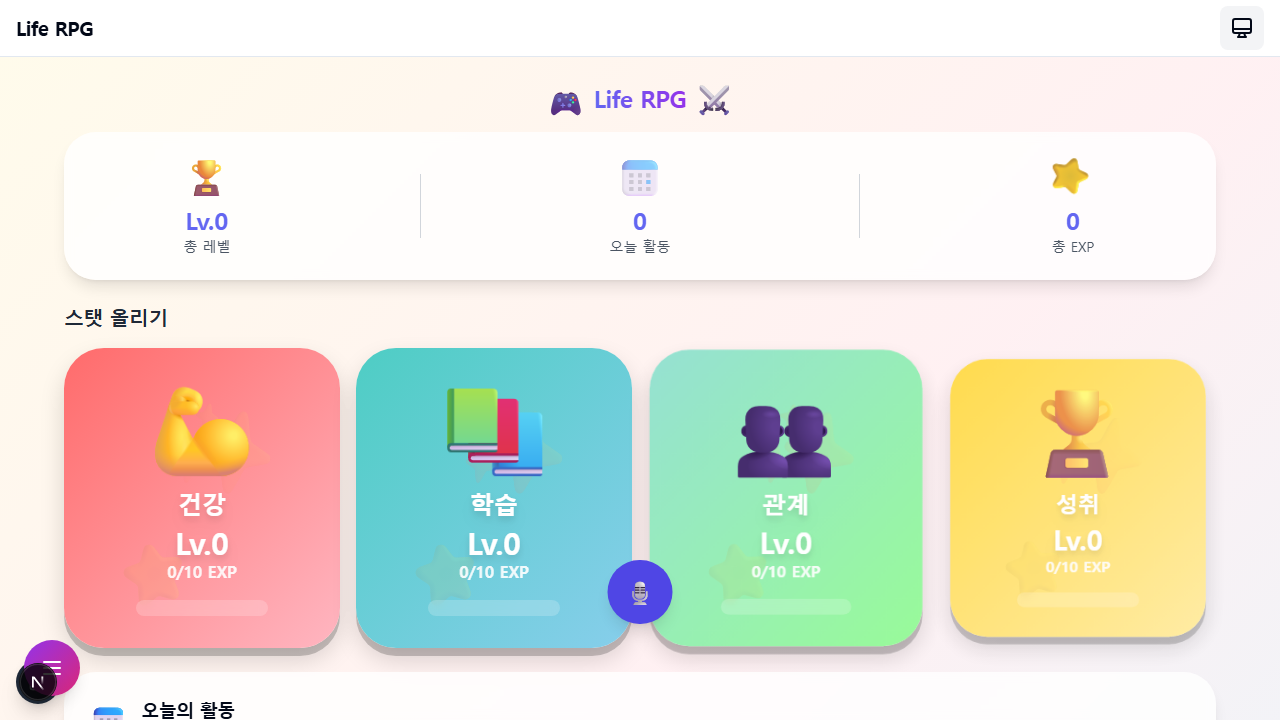 Life RPG
Life RPG
Lv.0
총 레벨
0
오늘 활동
0
총 EXP
스탯 올리기
건강
Lv.0
0/10 EXP
학습
Lv.0
0/10 EXP
관계
Lv.0
0/10 EXP
성취
Lv.0
0/10 EXP
N
오늘의 활동